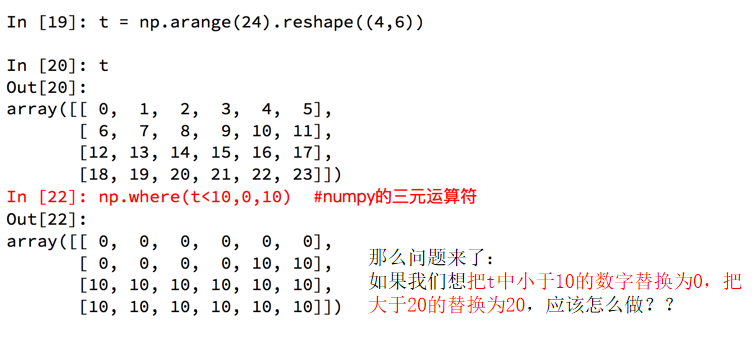 In [19]: t = np.arange(24).reshape((4,6))
In [20]: t
Out[20]:
array([[ 0,  1,  2,  3,  4,  5],
       [ 6,  7,  8,  9, 10, 11],
       [12, 13, 14, 15, 16, 17],
       [18, 19, 20, 21, 22, 23]])
In [22]: np.where(t<10,0,10)  #numpy的三元运算符
Out[22]:
array([[ 0,  0,  0,  0,  0,  0],
       [ 0,  0,  0,  0, 10, 10],
       [10, 10, 10, 10, 10, 10],
       [10, 10, 10, 10, 10, 10]])
那么问题来了：
如果我们想把t中小于10的数字替换为0，把
大于20的替换为20，应该怎么做？？